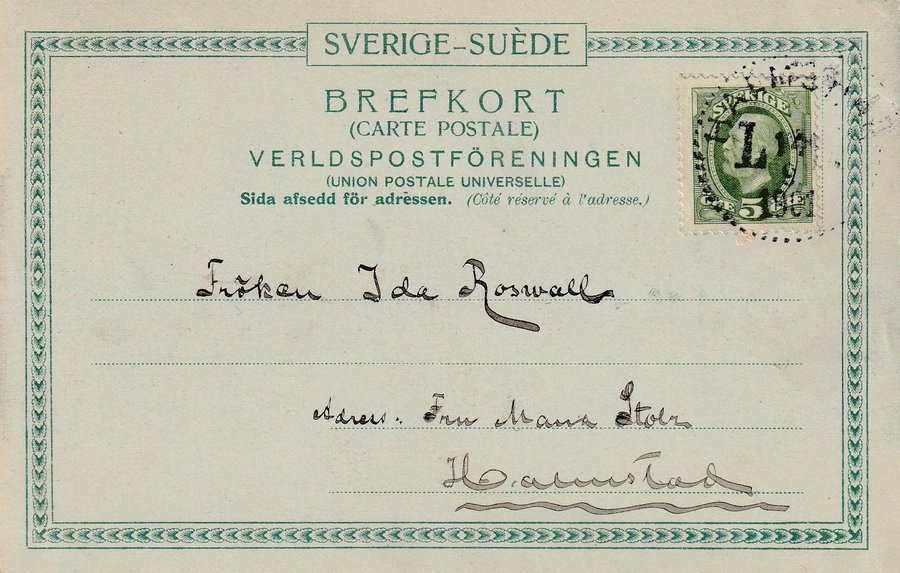 SVERIGE–SUÈDE
BREFKORT
(CARTE POSTALE)
VERLDSPOSTFÖRENINGEN
(UNION POSTALE UNIVERSELLE)
Sida afsedd för adressen. (Côté réservé à l'adresse.)
SVERIGE
L
5
Fröken Ida Roswall
Adress: Fru Maria
Halmstad